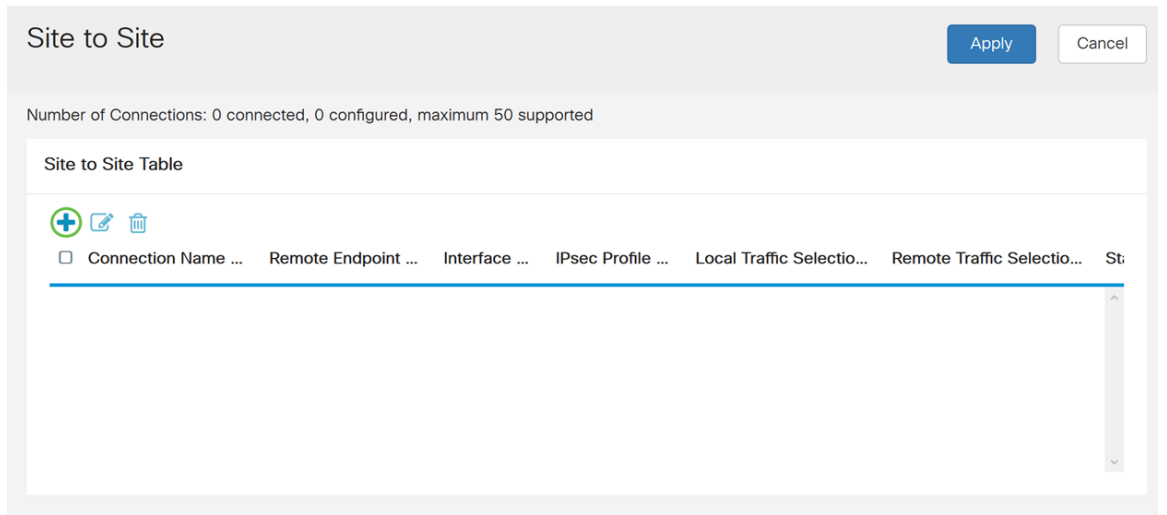 Site to Site
Apply
Cancel
Number of Connections: 0 connected, 0 configured, maximum 50 supported
Site to Site Table
Connection Name ... Remote Endpoint ... Interface ... IPsec Profile ... Local Traffic Selectio... Remote Traffic Selectio... Sta